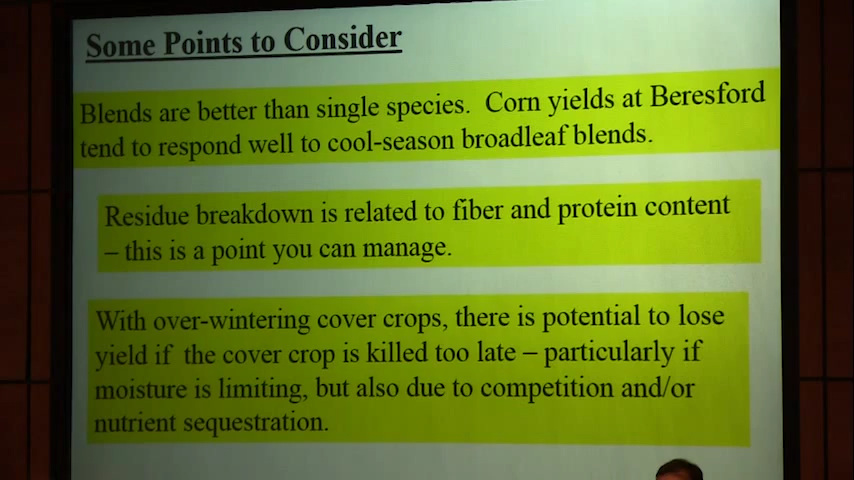 Some Points to Consider
Blends are better than single species. Corn yields at Beresford
tend to respond well to cool-season broadleaf blends.
Residue breakdown is related to fiber and protein content
– this is a point you can manage.
With over-wintering cover crops, there is potential to lose
yield if the cover crop is killed too late – particularly if
moisture is limiting, but also due to competition and/or
nutrient sequestration.